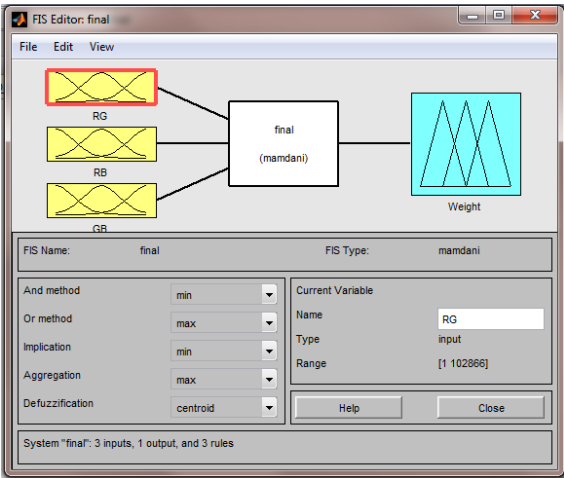 FIS Editor: final
File Edit View
RG
RB
GB
final
(mamdani)
Weight
FIS Name: final FIS Type: mamdani
And method min
Or method max
Implication min
Aggregation max
Defuzzification centroid
Current Variable
Name RG
Type input
Range [1 102866]
Help Close
System "final": 3 inputs, 1 output, and 3 rules